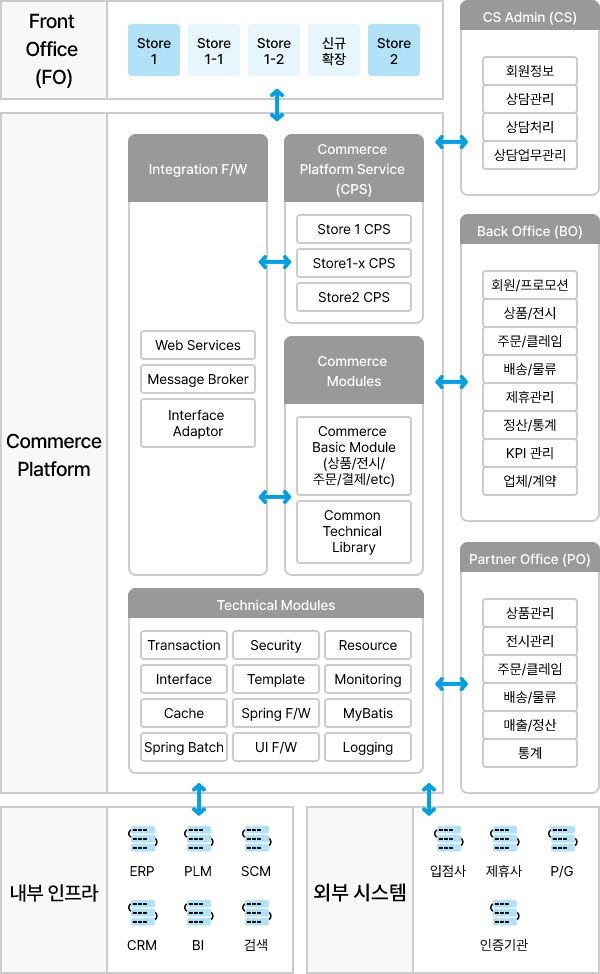 Front
Office
(FO)
Store
1
Store
1-1
Store
1-2
신규
확장
Store
2
Commerce
Platform
Integration F/W
Web Services
Message Broker
Interface
Adaptor
Commerce
Platform Service
(CPS)
Store 1 CPS
Store1-x CPS
Store2 CPS
Commerce
Modules
Commerce
Basic Module
(상품/전시/
주문/결제/etc)
Common
Technical
Library
Technical Modules
Transaction
Security
Resource
Interface
Template
Monitoring
Cache
Spring F/W
MyBatis
Spring Batch
UI F/W
Logging
CS Admin (CS)
회원정보
상담관리
상담처리
상담업무관리
Back Office (BO)
회원/프로모션
상품/전시
주문/클레임
배송/물류
제휴관리
정산/통계
KPI 관리
업체/계약
Partner Office (PO)
상품관리
전시관리
주문/클레임
배송/물류
매출/정산
통계
내부 인프라
ERP
PLM
SCM
CRM
BI
검색
외부 시스템
입점사
제휴사
P/G
인증기관